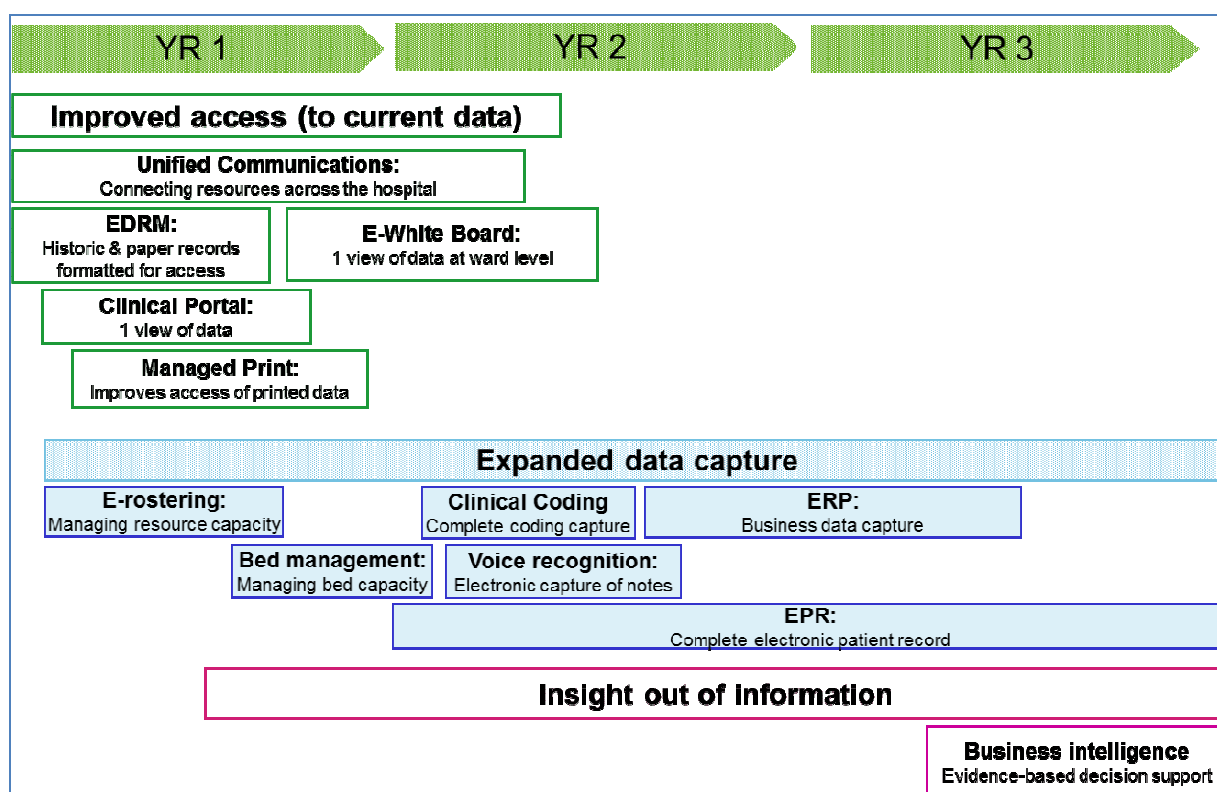 YR 1
YR 2
YR 3
Improved access (to current data)
Unified Communications:
Connecting resources across the hospital
EDRM:
Historic & paper records
formatted for access
E-White Board:
1 view of data at ward level
Clinical Portal:
1 view of data
Managed Print:
Improves access of printed data
Expanded data capture
E-rostering:
Managing resource capacity
Clinical Coding
Complete coding capture
ERP:
Business data capture
Bed management:
Managing bed capacity
Voice recognition:
Electronic capture of notes
EPR:
Complete electronic patient record
Insight out of information
Business intelligence
Evidence-based decision support